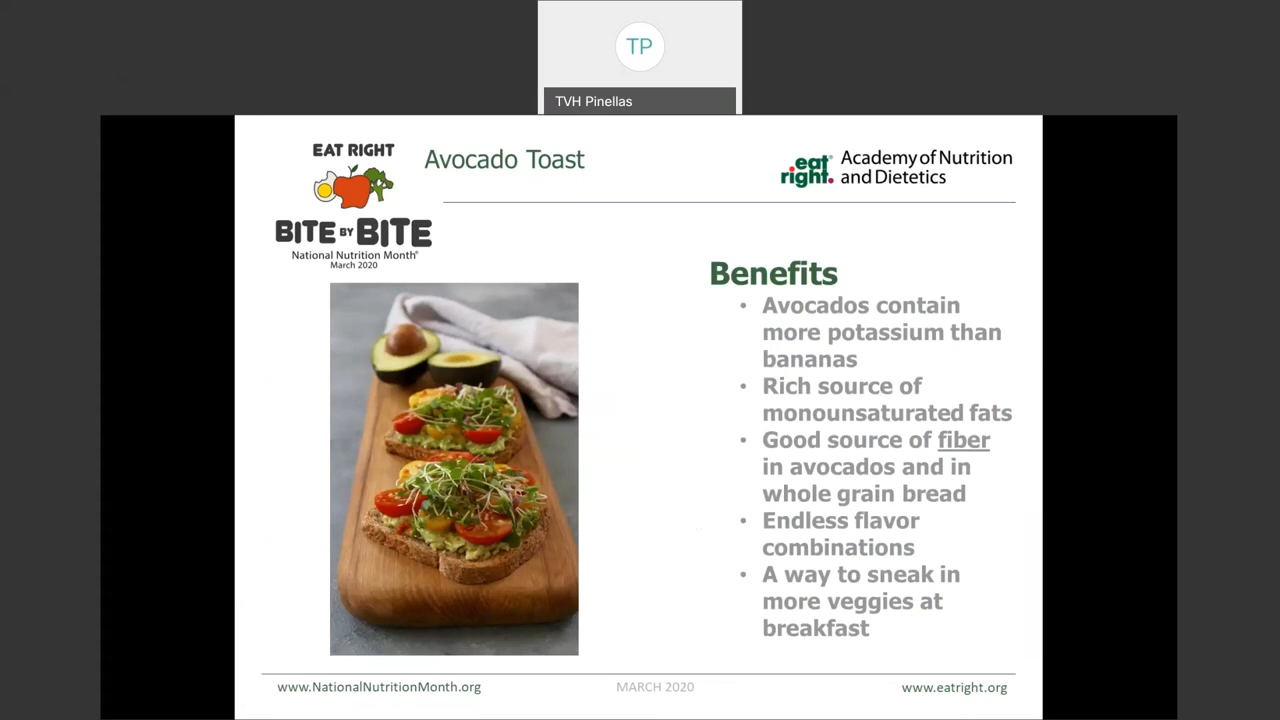 TP
TVH Pinellas
EAT RIGHT
BITE BY BITE
National Nutrition Month®
March 2020
Avocado Toast
eat right.®
Academy of Nutrition
and Dietetics
Benefits
• Avocados contain
more potassium than
bananas
• Rich source of
monounsaturated fats
• Good source of fiber
in avocados and in
whole grain bread
• Endless flavor
combinations
• A way to sneak in
more veggies at
breakfast
www.NationalNutritionMonth.org
MARCH 2020
www.eatright.org